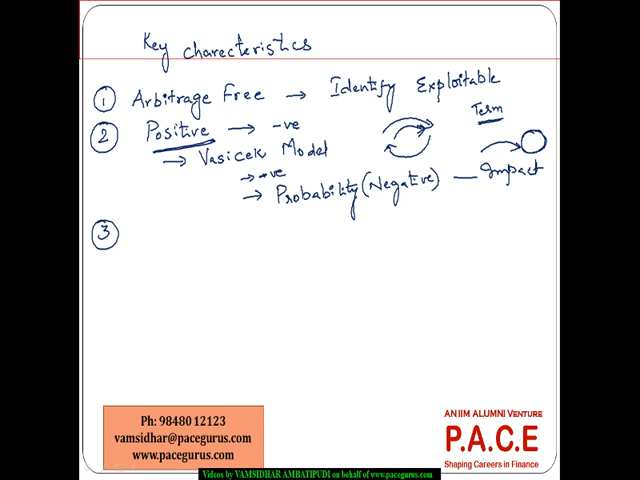 Key charecteristics
① Arbitrage Free → Identify Exploitable
② Positive → -ve Term
→ Vasicek Model
→ +ve
→ Probability (Negative) — Impact
③
Ph: 98480 12123
vamsidhar@pacegurus.com
www.pacegurus.com
AN IIM ALUMNI VENTURE
P.A.C.E
Shaping Careers in Finance
Videos by VAMSIDHAR AMBATIPUDI on behalf of www.pacegurus.com